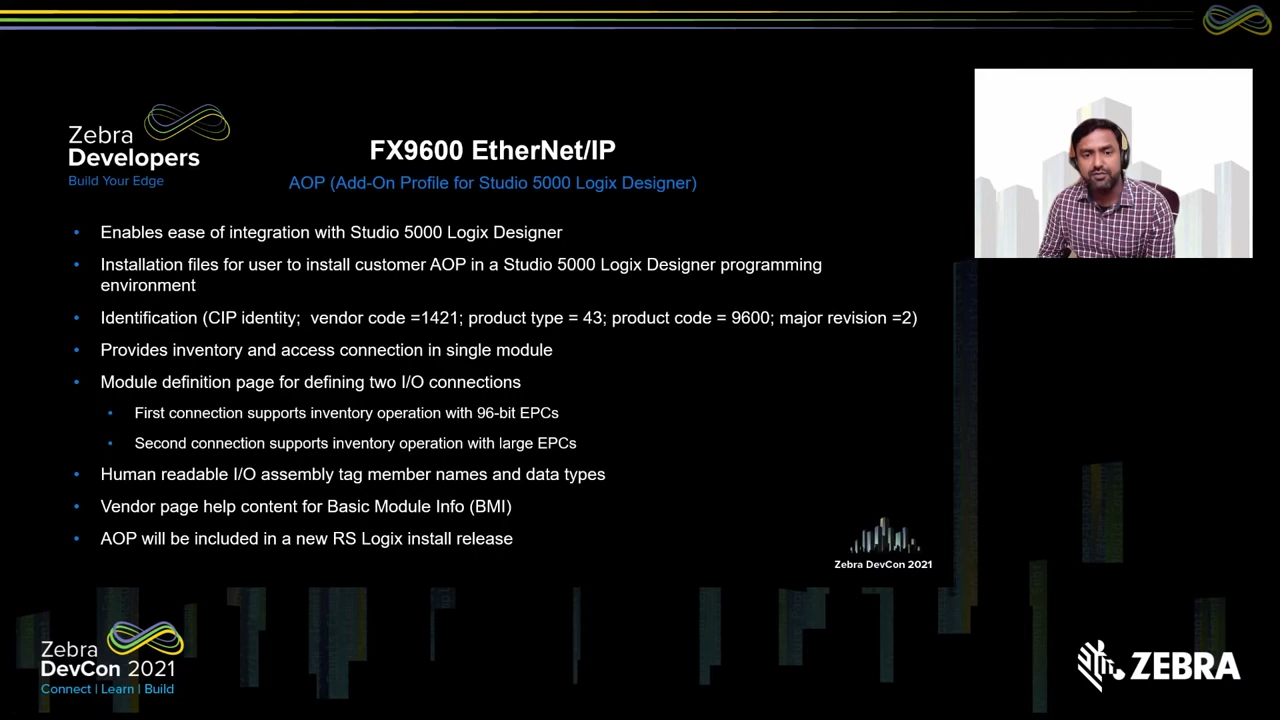 Zebra
Developers
Build Your Edge
FX9600 EtherNet/IP
AOP (Add-On Profile for Studio 5000 Logix Designer)
• Enables ease of integration with Studio 5000 Logix Designer
• Installation files for user to install customer AOP in a Studio 5000 Logix Designer programming
environment
• Identification (CIP identity;  vendor code =1421; product type = 43; product code = 9600; major revision =2)
• Provides inventory and access connection in single module
• Module definition page for defining two I/O connections
• First connection supports inventory operation with 96-bit EPCs
• Second connection supports inventory operation with large EPCs
• Human readable I/O assembly tag member names and data types
• Vendor page help content for Basic Module Info (BMI)
• AOP will be included in a new RS Logix install release
Zebra DevCon 2021
Zebra
DevCon 2021
Connect | Learn | Build
ZEBRA